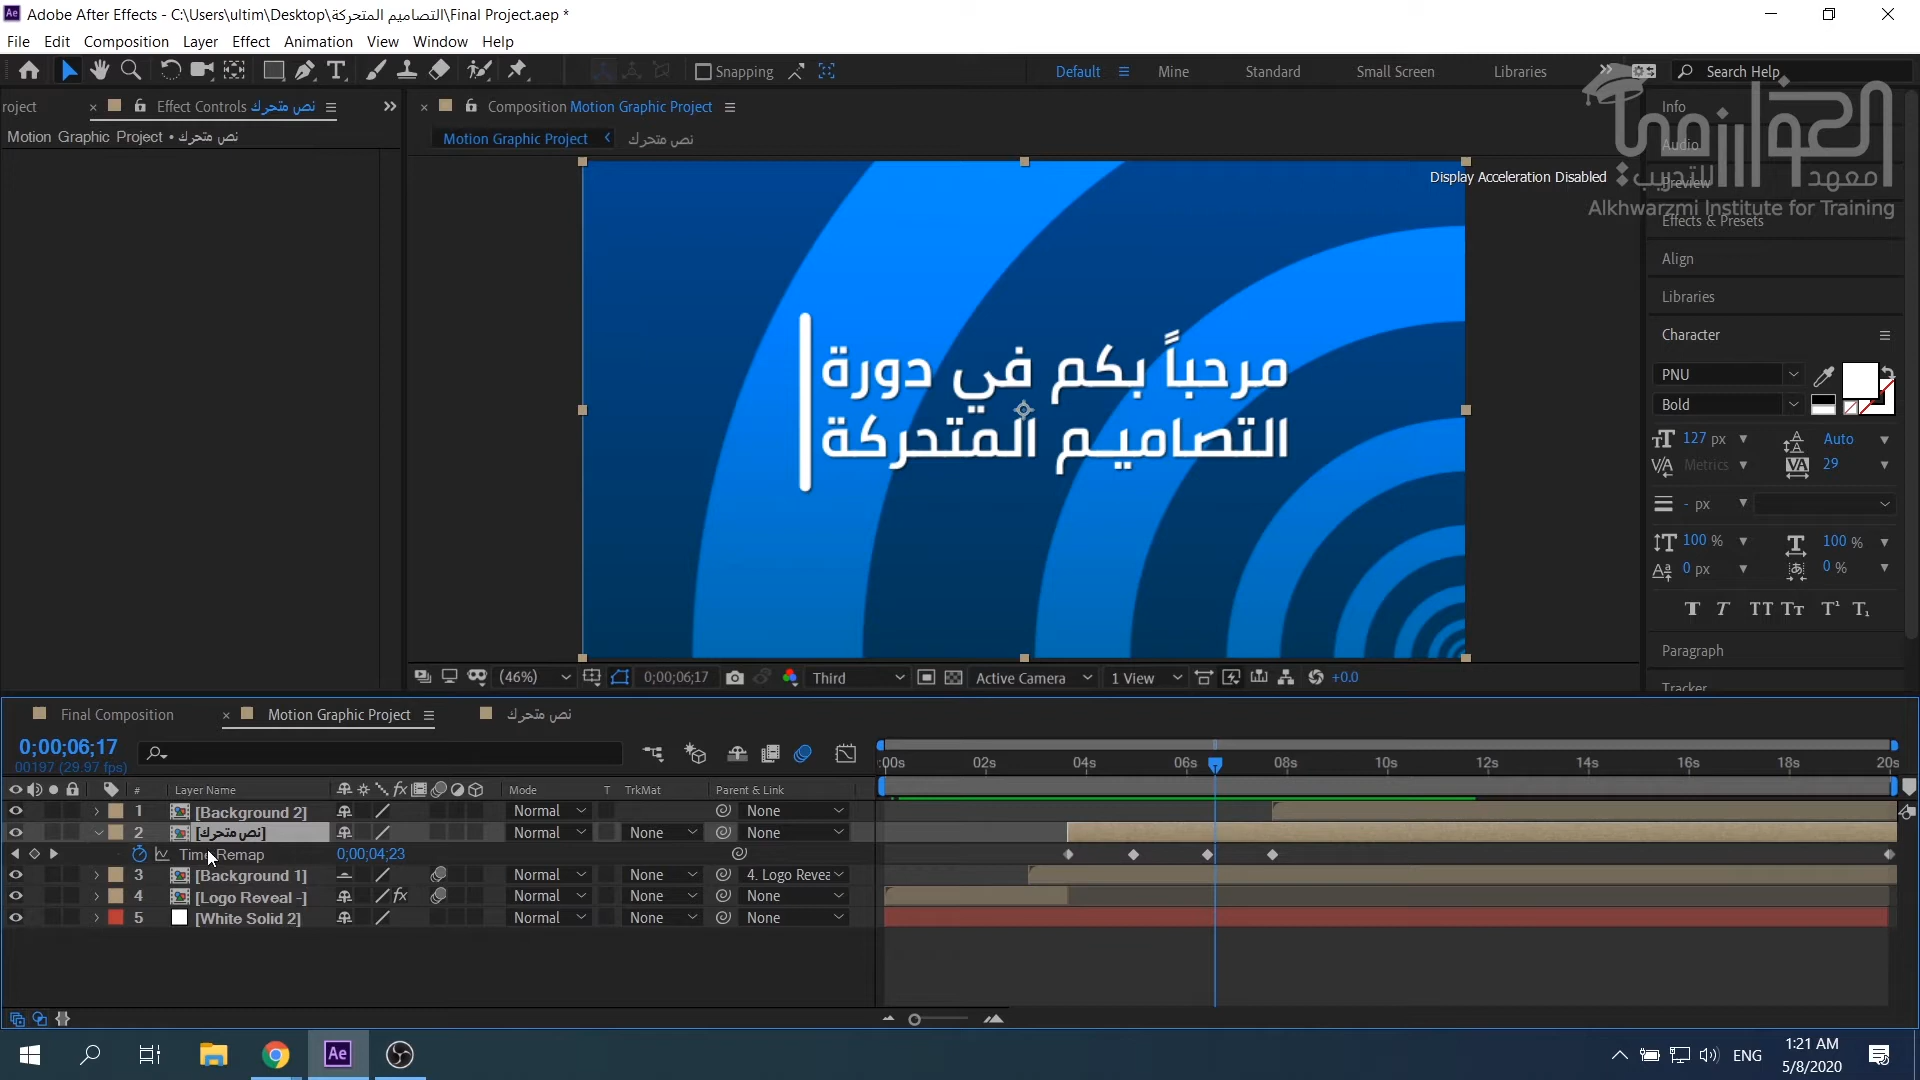 Adobe After Effects - C:\Users\ultim\Desktop\التصاميم المتحركة\Final Project.aep *
File Edit Composition Layer Effect Animation View Window Help
Snapping Default Mine Standard Small Screen Libraries Search Help
roject Effect Controls نص متحرك
Composition Motion Graphic Project
Info
Motion Graphic Project • نص متحرك
Motion Graphic Project نص متحرك
Audio
Display Acceleration Disabled
الخوارزمي
معهد للتدريب
Alkhwarzmi Institute for Training
Preview
Effects & Presets
Align
Libraries
Character
PNU
Bold
127 px Auto
Metrics 29
- px
100 % 100 %
0 px 0 %
T T TT Tт T¹ T₁
Paragraph
Tracker
مرحباً بكم في دورة
التصاميم المتحركة
(46%) 0;00;06;17 Third Active Camera 1 View +0.0
Final Composition Motion Graphic Project نص متحرك
0;00;06;17
00197 (29.97 fps)
:00s 02s 04s 06s 08s 10s 12s 14s 16s 18s 20s
# Layer Name fx Mode T TrkMat Parent & Link
1 [Background 2] Normal None
2 [نص متحرك] Normal None None
Time Remap 0;00;04;23
3 [Background 1] Normal None 4. Logo Revea
4 [Logo Reveal -] fx Normal None None
5 [White Solid 2] Normal None None
Ae ENG 1:21 AM
5/8/2020